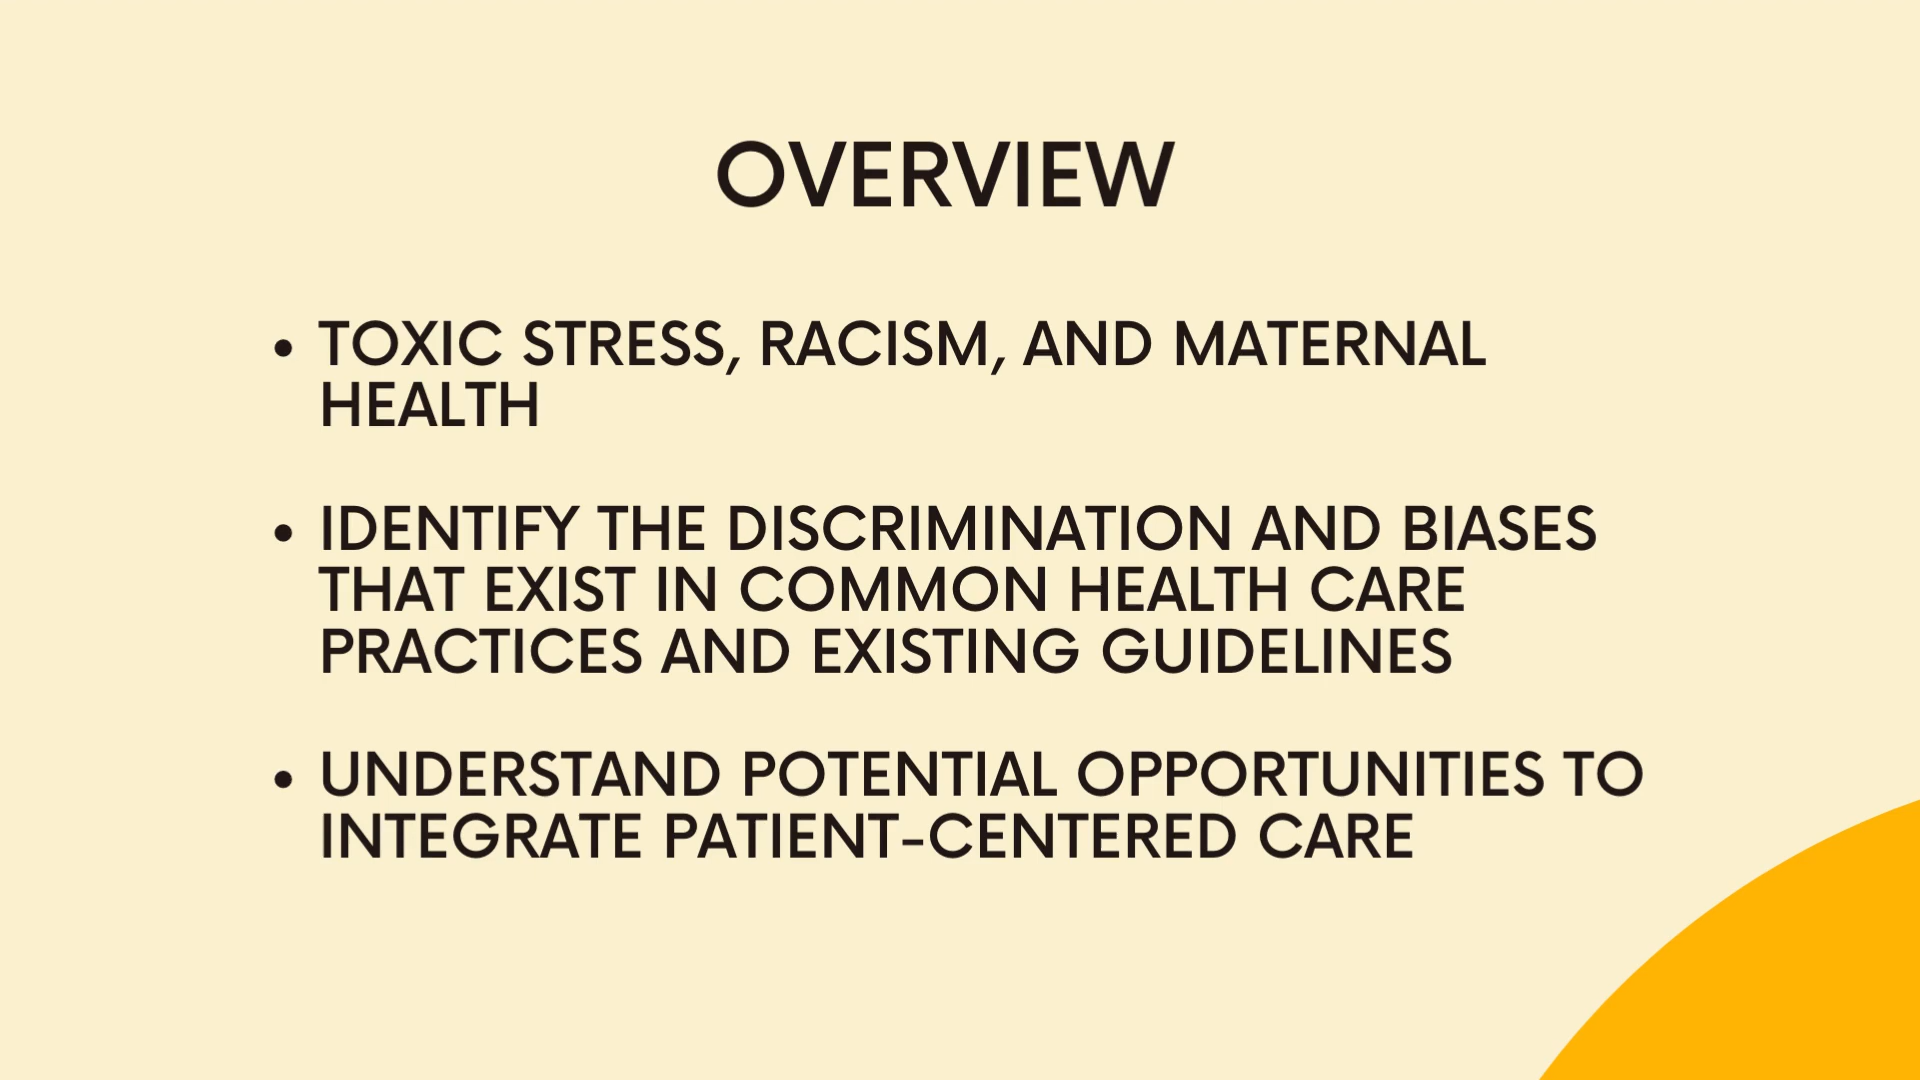 OVERVIEW
• TOXIC STRESS, RACISM, AND MATERNAL
HEALTH
• IDENTIFY THE DISCRIMINATION AND BIASES
THAT EXIST IN COMMON HEALTH CARE
PRACTICES AND EXISTING GUIDELINES
• UNDERSTAND POTENTIAL OPPORTUNITIES TO
INTEGRATE PATIENT-CENTERED CARE